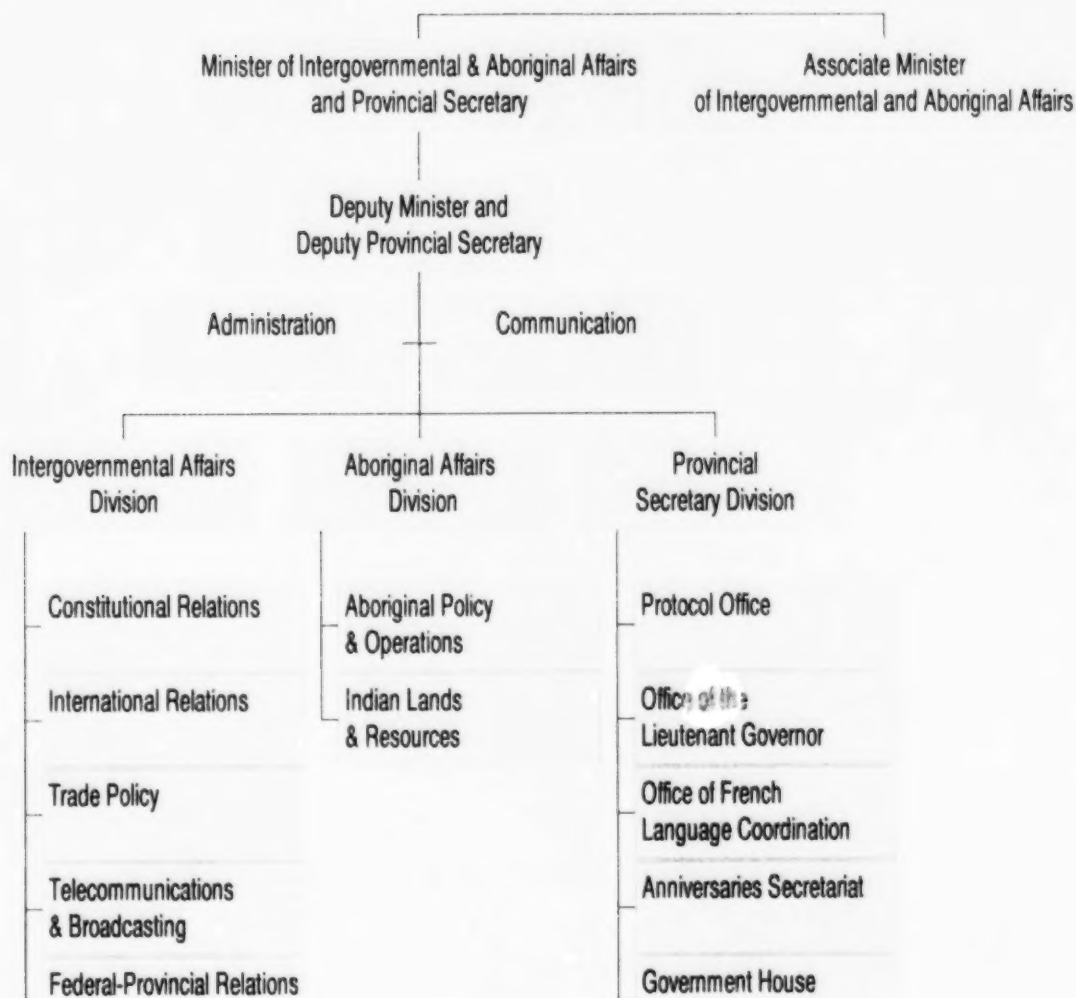 Minister of Intergovernmental & Aboriginal Affairs
and Provincial Secretary
Associate Minister
of Intergovernmental and Aboriginal Affairs
Deputy Minister and
Deputy Provincial Secretary
Administration
Communication
Intergovernmental Affairs
Division
Aboriginal Affairs
Division
Provincial
Secretary Division
Constitutional Relations
International Relations
Trade Policy
Telecommunications
& Broadcasting
Federal-Provincial Relations
Aboriginal Policy
& Operations
Indian Lands
& Resources
Protocol Office
Office of the
Lieutenant Governor
Office of French
Language Coordination
Anniversaries Secretariat
Government House